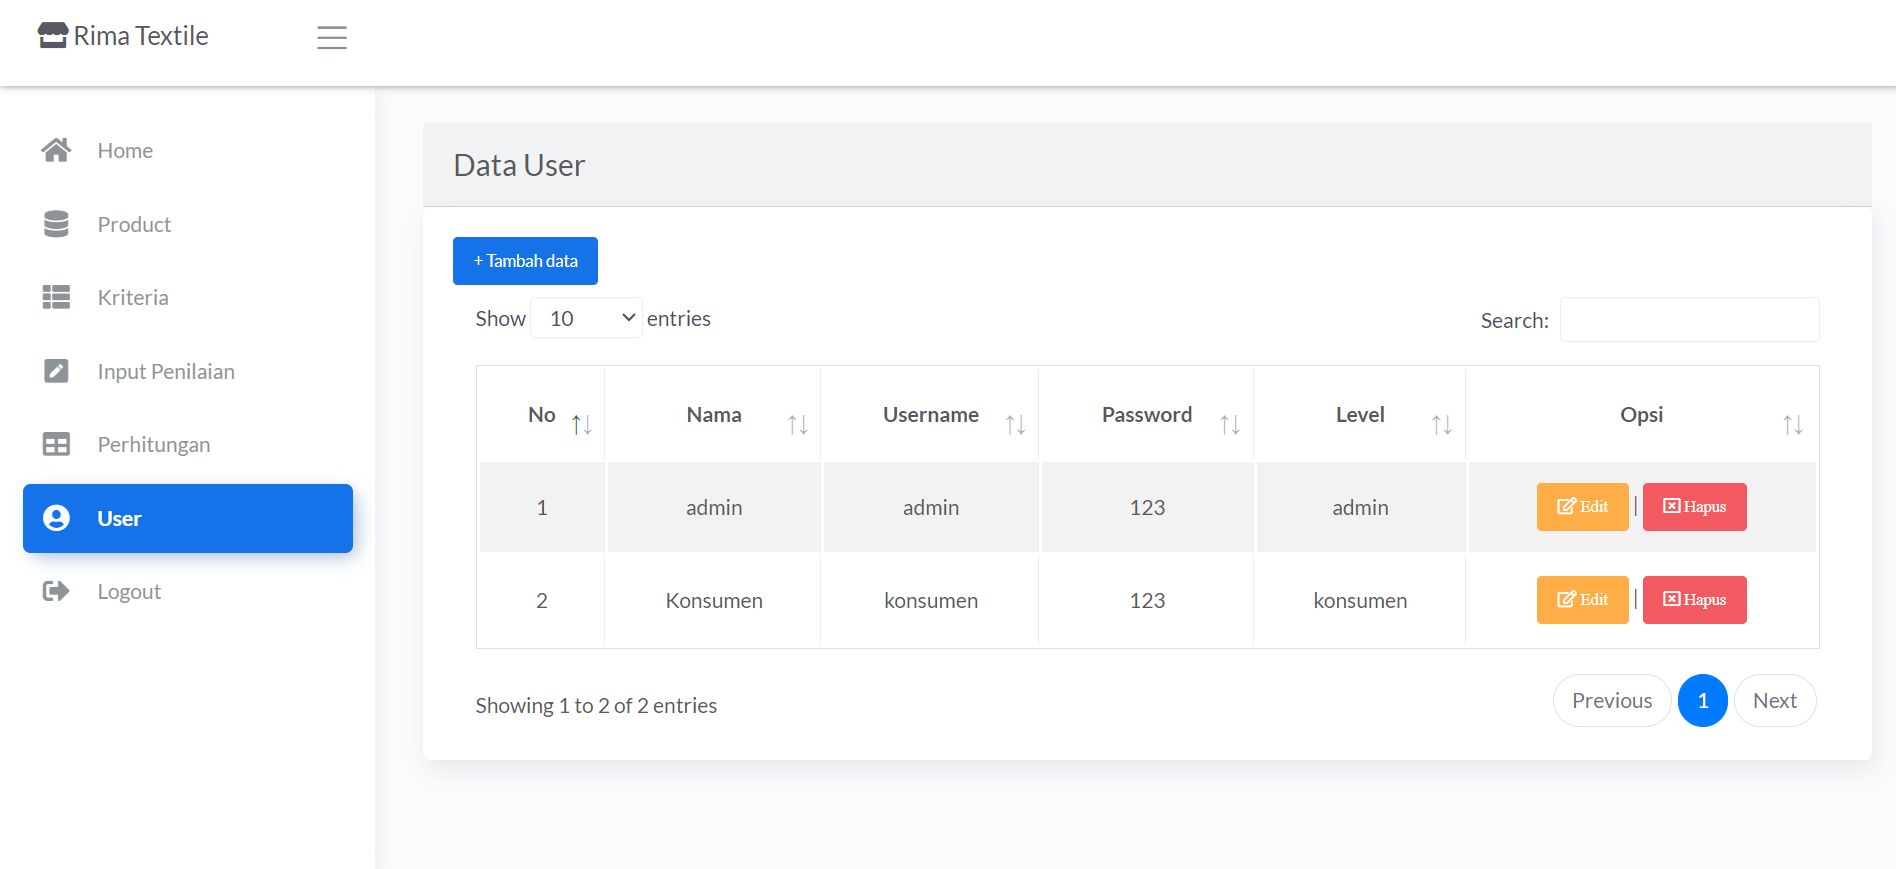 Rima Textile
Home
Product
Kriteria
Input Penilaian
Perhitungan
User
Logout
Data User
+ Tambah data
Show 10 entries
Search:
No Nama Username Password Level Opsi
1 admin admin 123 admin Edit | Hapus
2 Konsumen konsumen 123 konsumen Edit | Hapus
Showing 1 to 2 of 2 entries
Previous 1 Next